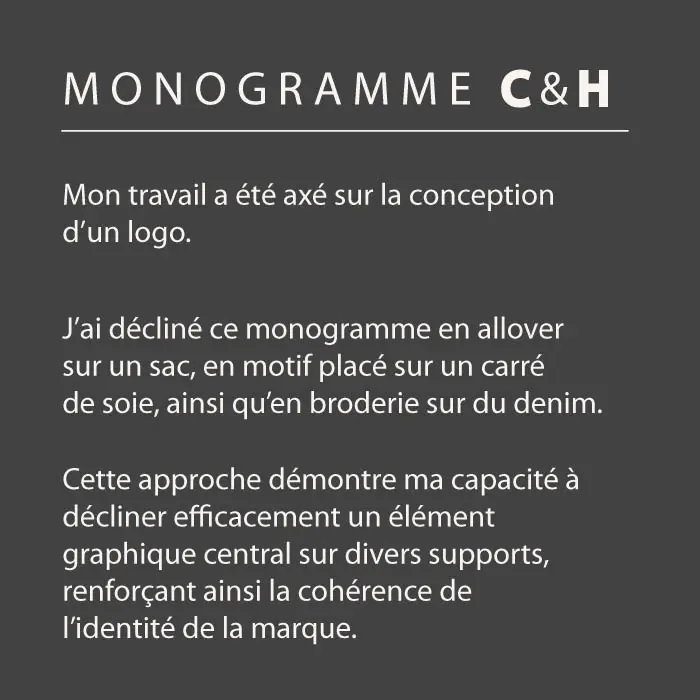 MONOGRAMME C&H
Mon travail a été axé sur la conception
d’un logo.
J’ai décliné ce monogramme en allover
sur un sac, en motif placé sur un carré
de soie, ainsi qu’en broderie sur du denim.
Cette approche démontre ma capacité à
décliner efficacement un élément
graphique central sur divers supports,
renforçant ainsi la cohérence de
l’identité de la marque.